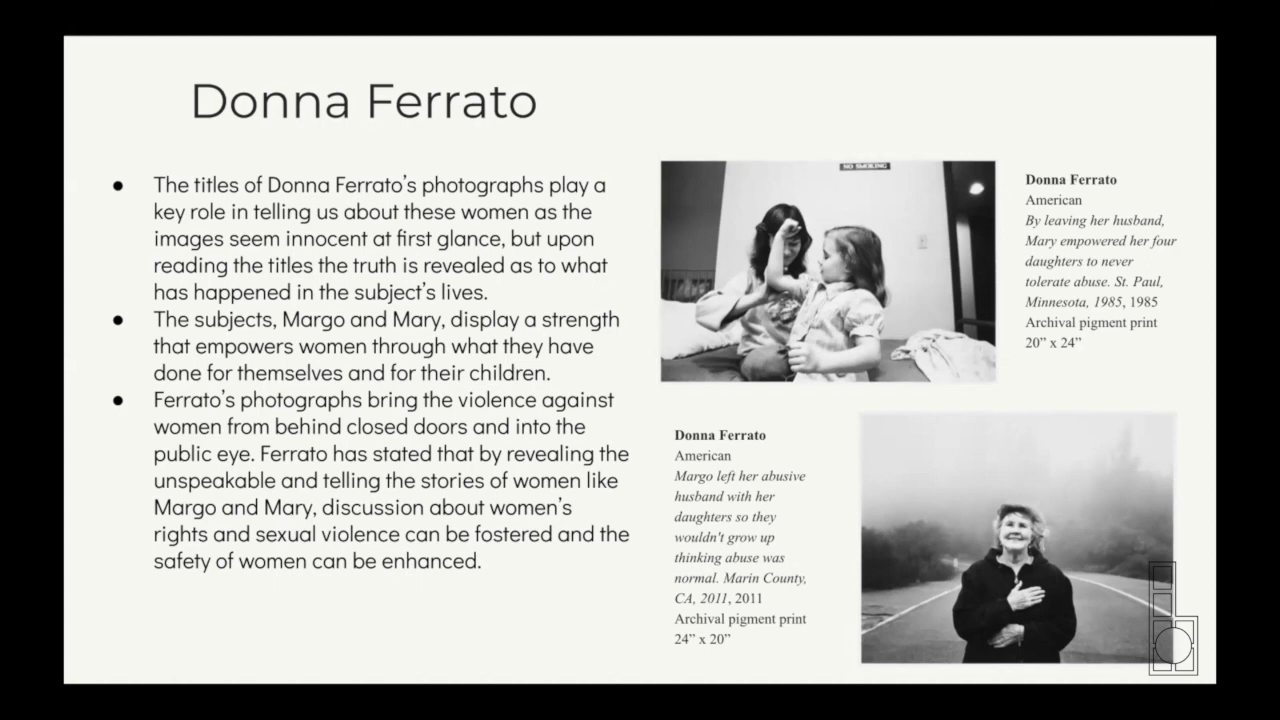 Donna Ferrato
● The titles of Donna Ferrato’s photographs play a
key role in telling us about these women as the
images seem innocent at first glance, but upon
reading the titles the truth is revealed as to what
has happened in the subject’s lives.
● The subjects, Margo and Mary, display a strength
that empowers women through what they have
done for themselves and for their children.
● Ferrato’s photographs bring the violence against
women from behind closed doors and into the
public eye. Ferrato has stated that by revealing the
unspeakable and telling the stories of women like
Margo and Mary, discussion about women’s
rights and sexual violence can be fostered and the
safety of women can be enhanced.
NO SMOKING
Donna Ferrato
American
By leaving her husband,
Mary empowered her four
daughters to never
tolerate abuse. St. Paul,
Minnesota, 1985, 1985
Archival pigment print
20” x 24”
Donna Ferrato
American
Margo left her abusive
husband with her
daughters so they
wouldn't grow up
thinking abuse was
normal. Marin County,
CA, 2011, 2011
Archival pigment print
24” x 20”